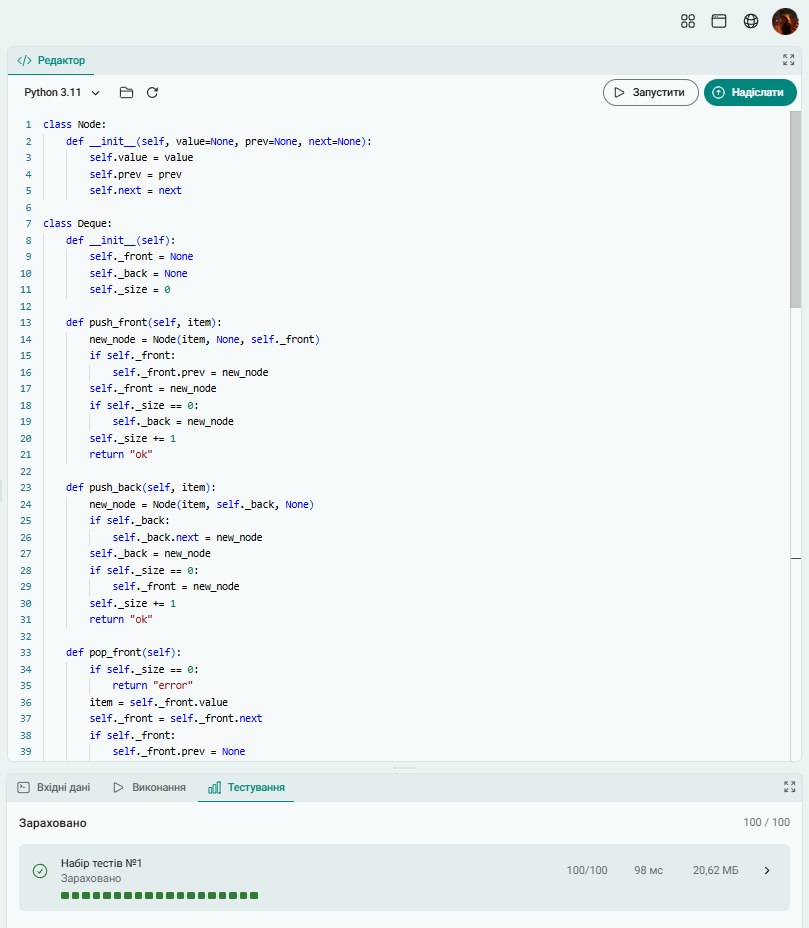 </> Редактор
Python 3.11
Запустити
Надіслати
1 class Node:
2     def __init__(self, value=None, prev=None, next=None):
3         self.value = value
4         self.prev = prev
5         self.next = next
6
7 class Deque:
8     def __init__(self):
9         self._front = None
10         self._back = None
11         self._size = 0
12
13     def push_front(self, item):
14         new_node = Node(item, None, self._front)
15         if self._front:
16             self._front.prev = new_node
17         self._front = new_node
18         if self._size == 0:
19             self._back = new_node
20         self._size += 1
21         return "ok"
22
23     def push_back(self, item):
24         new_node = Node(item, self._back, None)
25         if self._back:
26             self._back.next = new_node
27         self._back = new_node
28         if self._size == 0:
29             self._front = new_node
30         self._size += 1
31         return "ok"
32
33     def pop_front(self):
34         if self._size == 0:
35             return "error"
36         item = self._front.value
37         self._front = self._front.next
38         if self._front:
39             self._front.prev = None
Вхідні дані
Виконання
Тестування
Зараховано
100 / 100
Набір тестів №1
Зараховано
100/100
98 мс
20,62 МБ